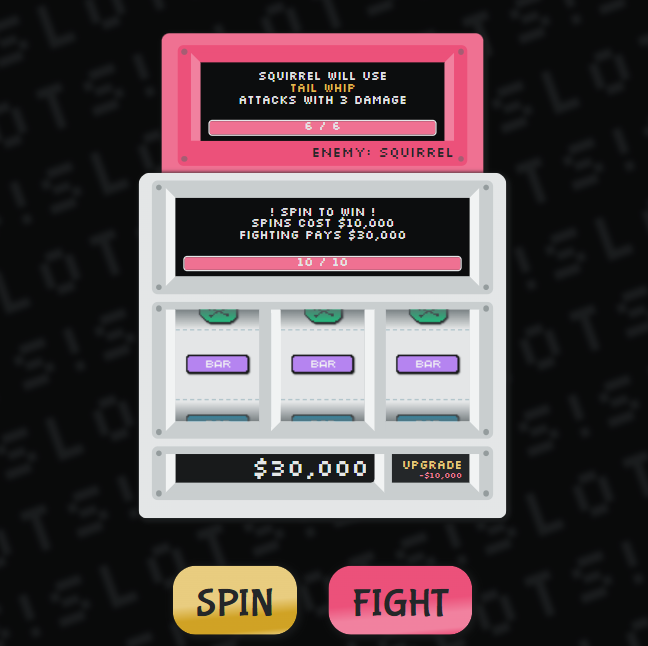 SQUIRREL WILL USE
TAIL WHIP
ATTACKS WITH 3 DAMAGE
6 / 6
ENEMY: SQUIRREL
! SPIN TO WIN !
SPINS COST $10,000
FIGHTING PAYS $30,000
10 / 10
BAR BAR BAR
$30,000
UPGRADE
-$10,000
SPIN FIGHT